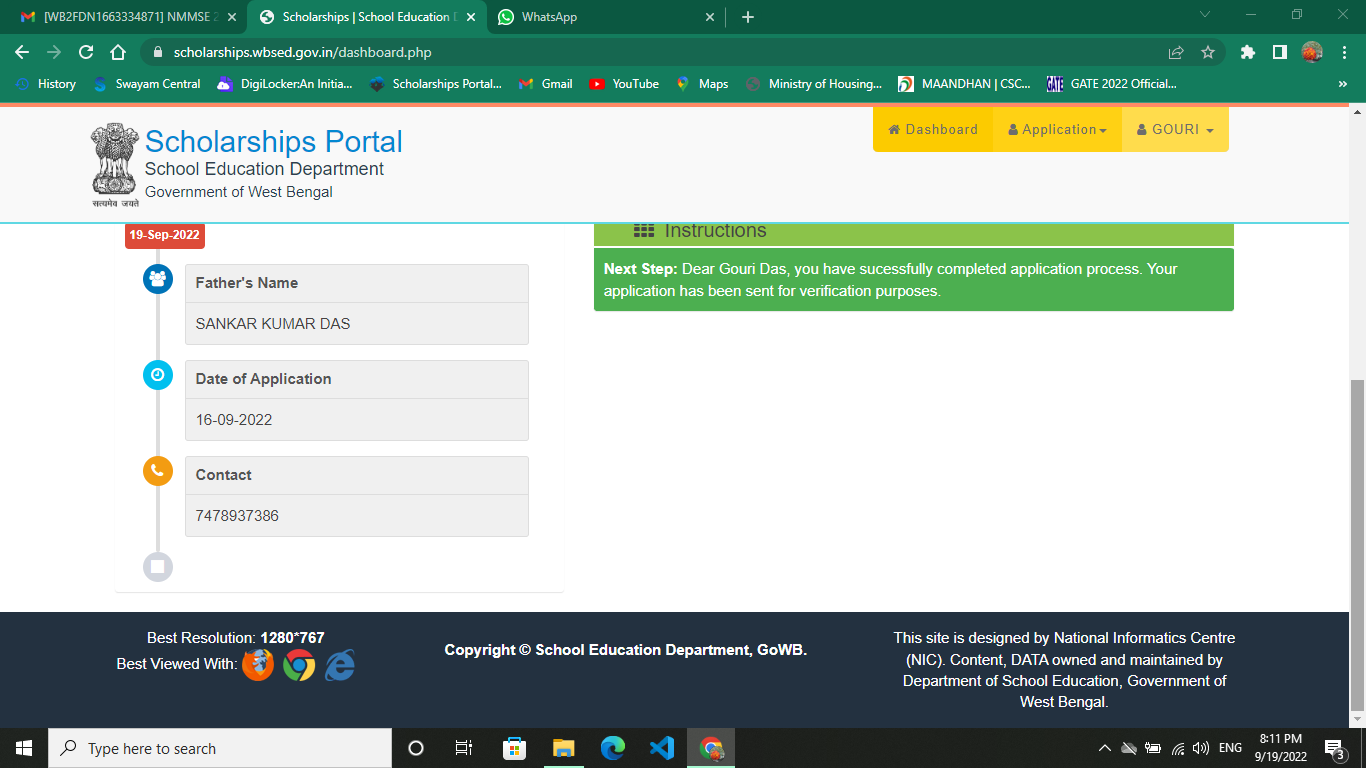 [WB2FDN1663334871] NMMSE 2
Scholarships | School Education D
WhatsApp
scholarships.wbsed.gov.in/dashboard.php
History
Swayam Central
DigiLocker:An Initia...
Scholarships Portal...
Gmail
YouTube
Maps
Ministry of Housing...
MAANDHAN | CSC...
GATE
GATE 2022 Official...
»
Scholarships Portal
School Education Department
Government of West Bengal
सत्यमेव जयते
Dashboard
Application
GOURI
19-Sep-2022
Father's Name
SANKAR KUMAR DAS
Date of Application
16-09-2022
Contact
7478937386
Instructions
Next Step: Dear Gouri Das, you have sucessfully completed application process. Your
application has been sent for verification purposes.
Best Resolution: 1280*767
Best Viewed With:
Copyright © School Education Department, GoWB.
This site is designed by National Informatics Centre
(NIC). Content, DATA owned and maintained by
Department of School Education, Government of
West Bengal.
Type here to search
ENG
8:11 PM
9/19/2022
3